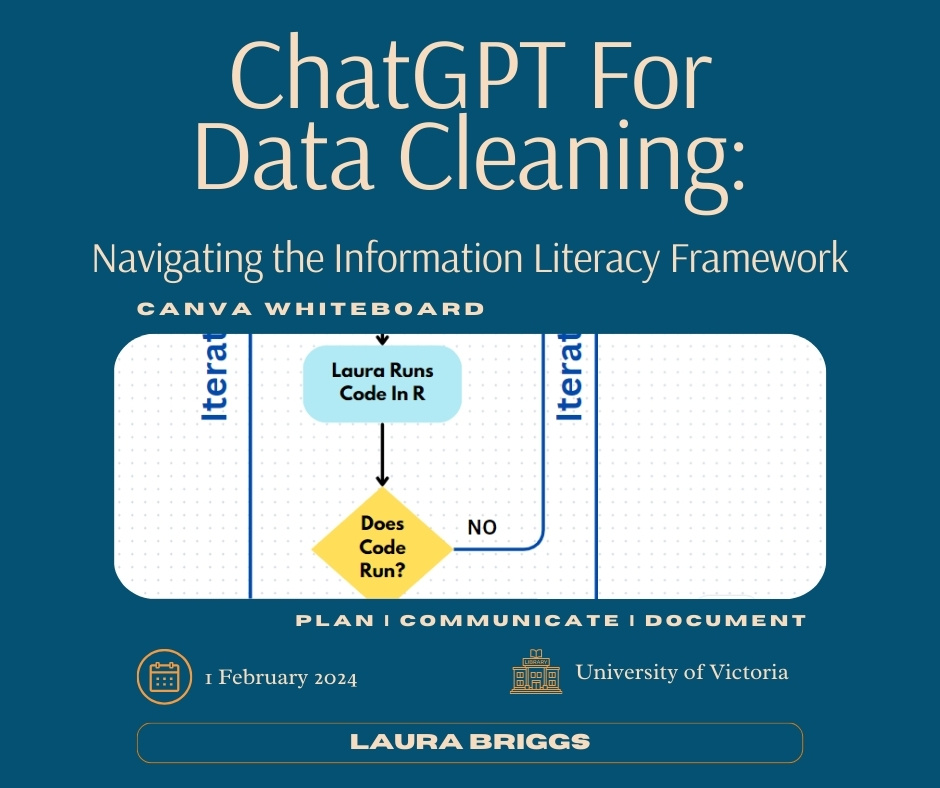 ChatGPT For
Data Cleaning:
Navigating the Information Literacy Framework
CANVA WHITEBOARD
Iterat
Iterat
Laura Runs
Code In R
Does
Code
Run?
NO
PLAN | COMMUNICATE | DOCUMENT
1 February 2024
LIBRARY
University of Victoria
LAURA BRIGGS